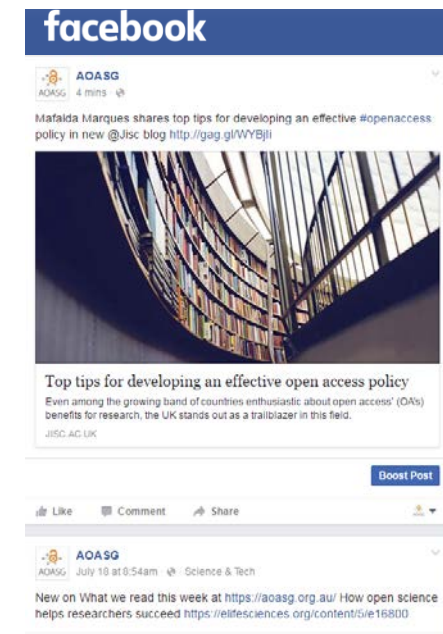 facebook
AOASG
AOASG 4 mins
Mafalda Marques shares top tips for developing an effective #openaccess
policy in new @Jisc blog http://gag.gl/WYBjli
Top tips for developing an effective open access policy
Even among the growing band of countries enthusiastic about open access' (OA's)
benefits for research, the UK stands out as a trailblazer in this field.
JISC.AC.UK
Boost Post
Like Comment Share
AOASG
AOASG July 18 at 8:54am Science & Tech
New on What we read this week at https://aoasg.org.au/ How open science
helps researchers succeed https://elifesciences.org/content/5/e16800